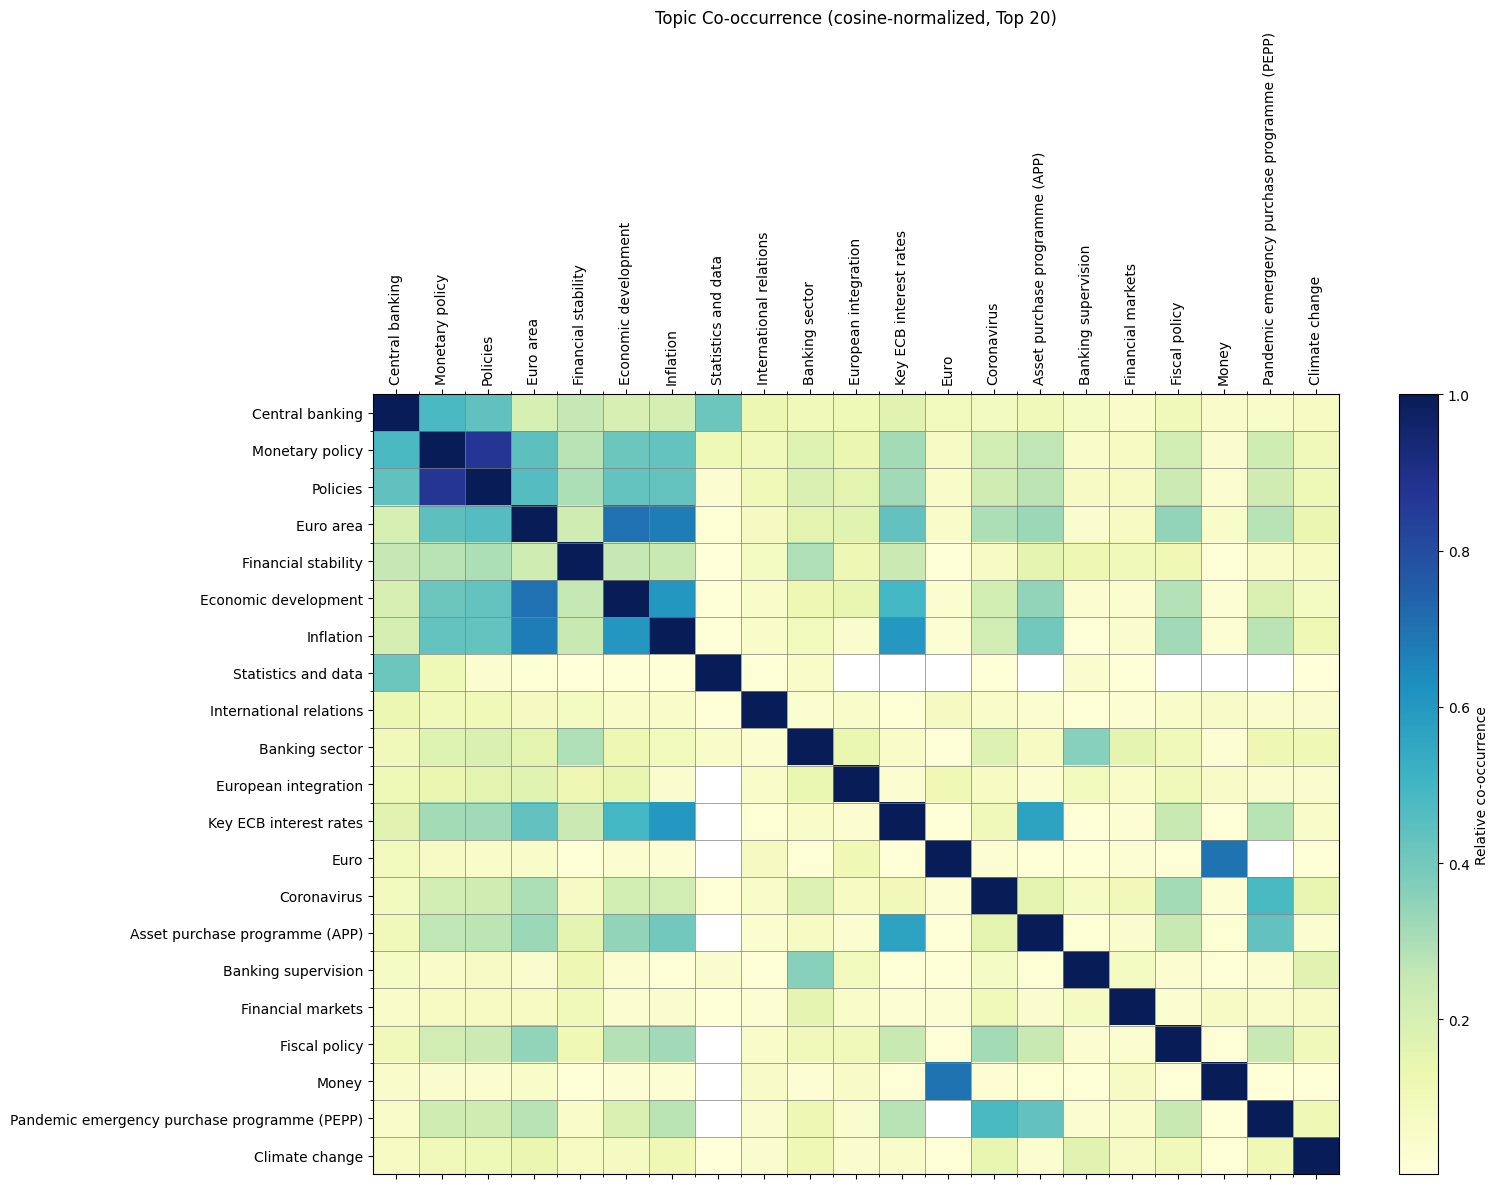 Topic Co-occurrence (cosine-normalized, Top 20)
Central banking
Monetary policy
Policies
Euro area
Financial stability
Economic development
Inflation
Statistics and data
International relations
Banking sector
European integration
Key ECB interest rates
Euro
Coronavirus
Asset purchase programme (APP)
Banking supervision
Financial markets
Fiscal policy
Money
Pandemic emergency purchase programme (PEPP)
Climate change
Central banking
Monetary policy
Policies
Euro area
Financial stability
Economic development
Inflation
Statistics and data
International relations
Banking sector
European integration
Key ECB interest rates
Euro
Coronavirus
Asset purchase programme (APP)
Banking supervision
Financial markets
Fiscal policy
Money
Pandemic emergency purchase programme (PEPP)
Climate change
1.0
0.8
0.6
0.4
0.2
Relative co-occurrence